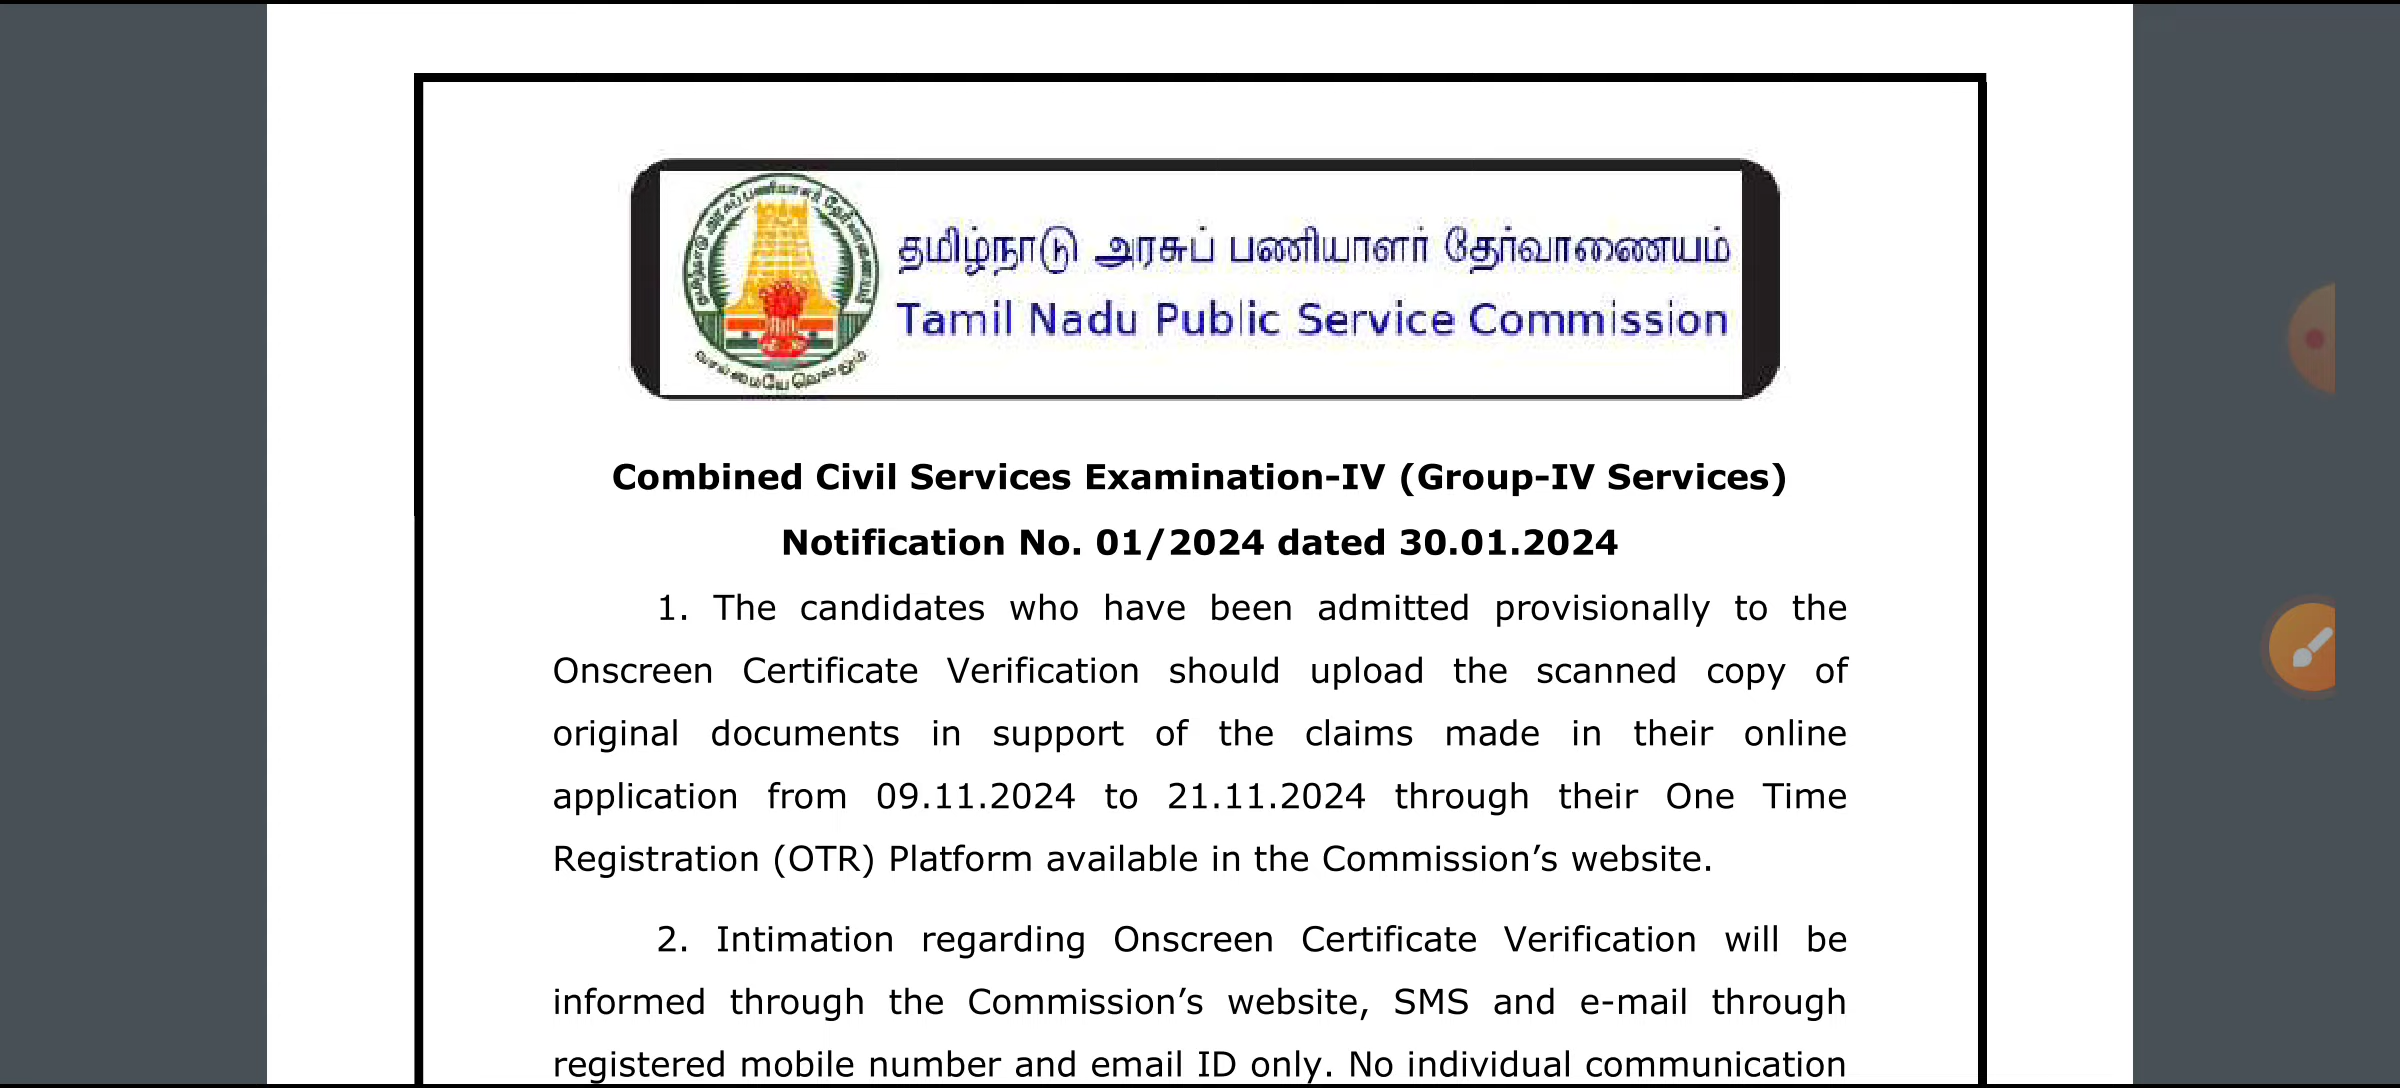 தமிழ்நாடு அரசுப் பணியாளர் தேர்வாணையம்
Tamil Nadu Public Service Commission
தமிழ்நாடு அரசுப் பணியாளர் தேர்வாணையம்
வாய்மையே வெல்லும்
Combined Civil Services Examination-IV (Group-IV Services)
Notification No. 01/2024 dated 30.01.2024
1. The candidates who have been admitted provisionally to the
Onscreen Certificate Verification should upload the scanned copy of
original documents in support of the claims made in their online
application from 09.11.2024 to 21.11.2024 through their One Time
Registration (OTR) Platform available in the Commission’s website.
2. Intimation regarding Onscreen Certificate Verification will be
informed through the Commission’s website, SMS and e-mail through
registered mobile number and email ID only. No individual communication